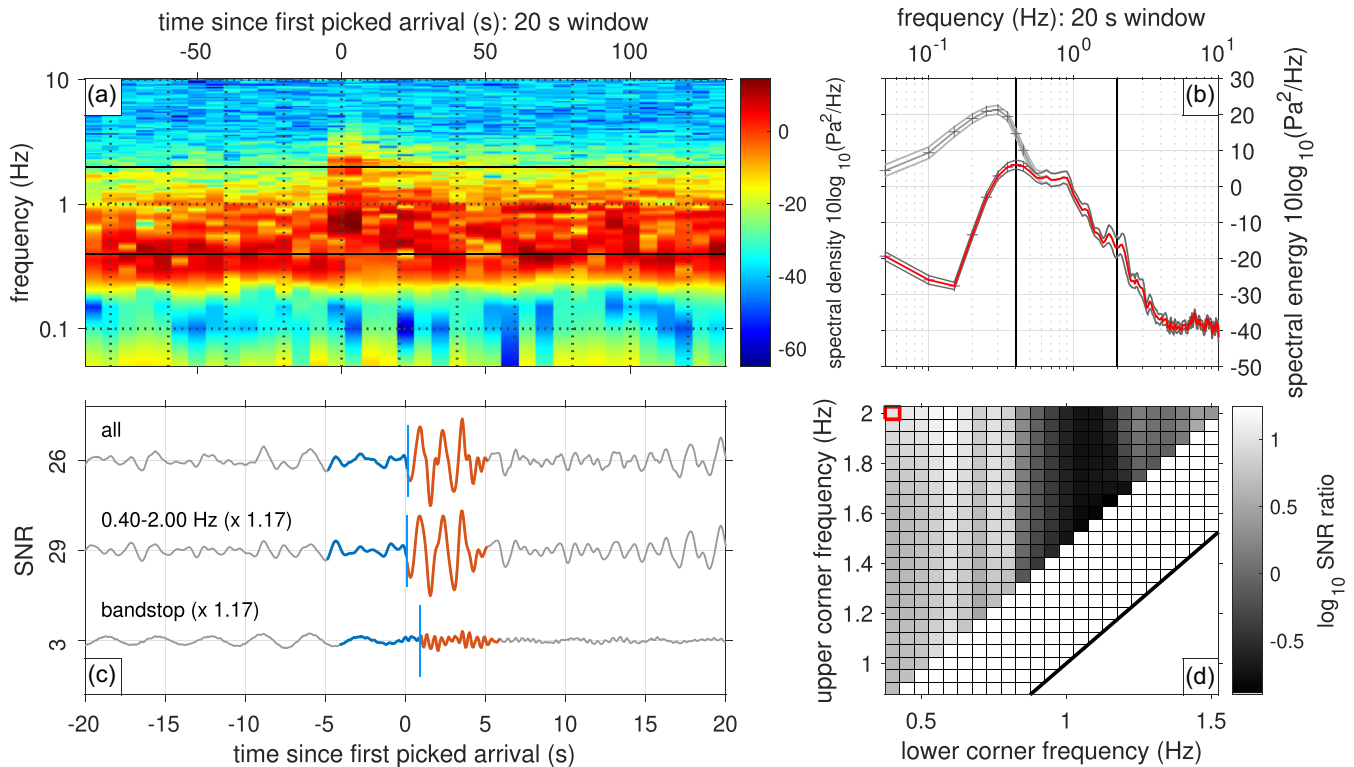 time since first picked arrival (s): 20 s window
-50 0 50 100
(a)
10
1
0.1
frequency (Hz)
0
-20
-40
-60
spectral density 10log10(Pa2/Hz)
frequency (Hz): 20 s window
10-1 100 101
(b)
30
20
10
0
-10
-20
-30
-40
-50
spectral energy 10log10(Pa2/Hz)
all
0.40-2.00 Hz (x 1.17)
bandstop (x 1.17)
26
29
3
SNR
(c)
-20 -15 -10 -5 0 5 10 15 20
time since first picked arrival (s)
2
1.8
1.6
1.4
1.2
1
upper corner frequency (Hz)
(d)
0.5 1 1.5
lower corner frequency (Hz)
1
0.5
0
-0.5
log10 SNR ratio